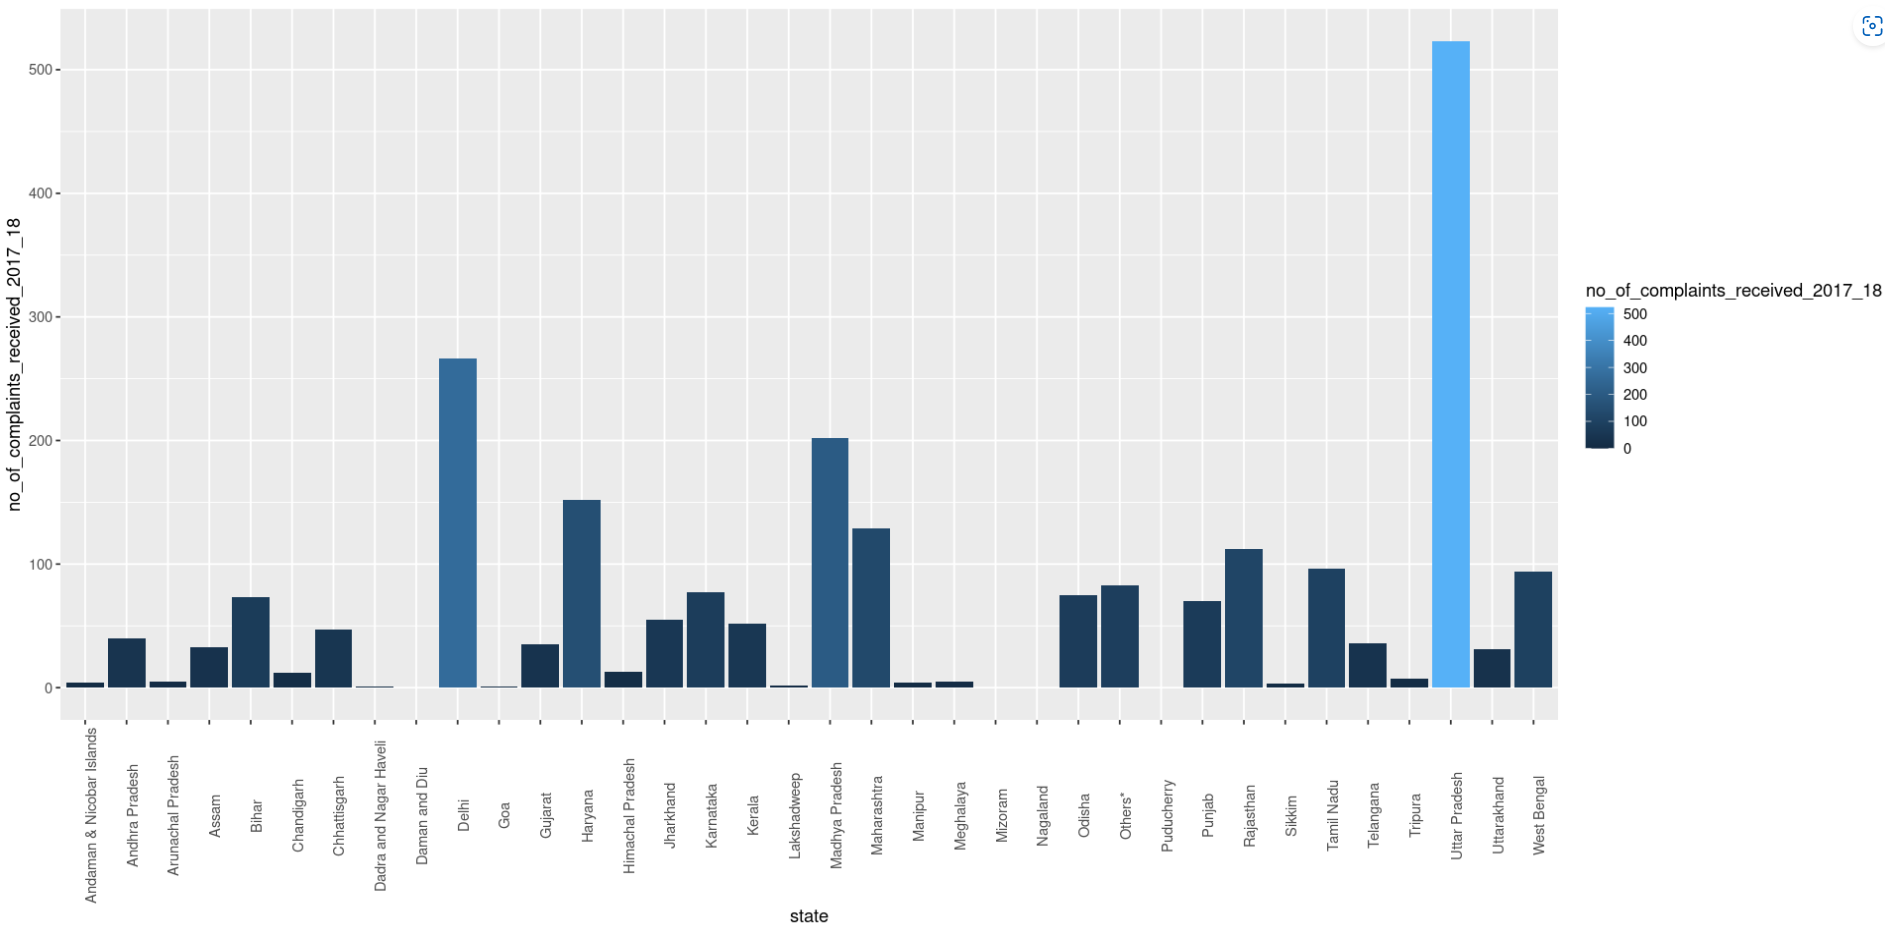 no_of_complaints_received_2017_18
500
400
300
200
100
0
Andaman & Nicobar Islands
Andhra Pradesh
Arunachal Pradesh
Assam
Bihar
Chandigarh
Chhattisgarh
Dadra and Nagar Haveli
Daman and Diu
Delhi
Goa
Gujarat
Haryana
Himachal Pradesh
Jharkhand
Karnataka
Kerala
Lakshadweep
Madhya Pradesh
Maharashtra
Manipur
Meghalaya
Mizoram
Nagaland
Odisha
Others*
Puducherry
Punjab
Rajasthan
Sikkim
Tamil Nadu
Telangana
Tripura
Uttar Pradesh
Uttarakhand
West Bengal
state
no_of_complaints_received_2017_18
500
400
300
200
100
0